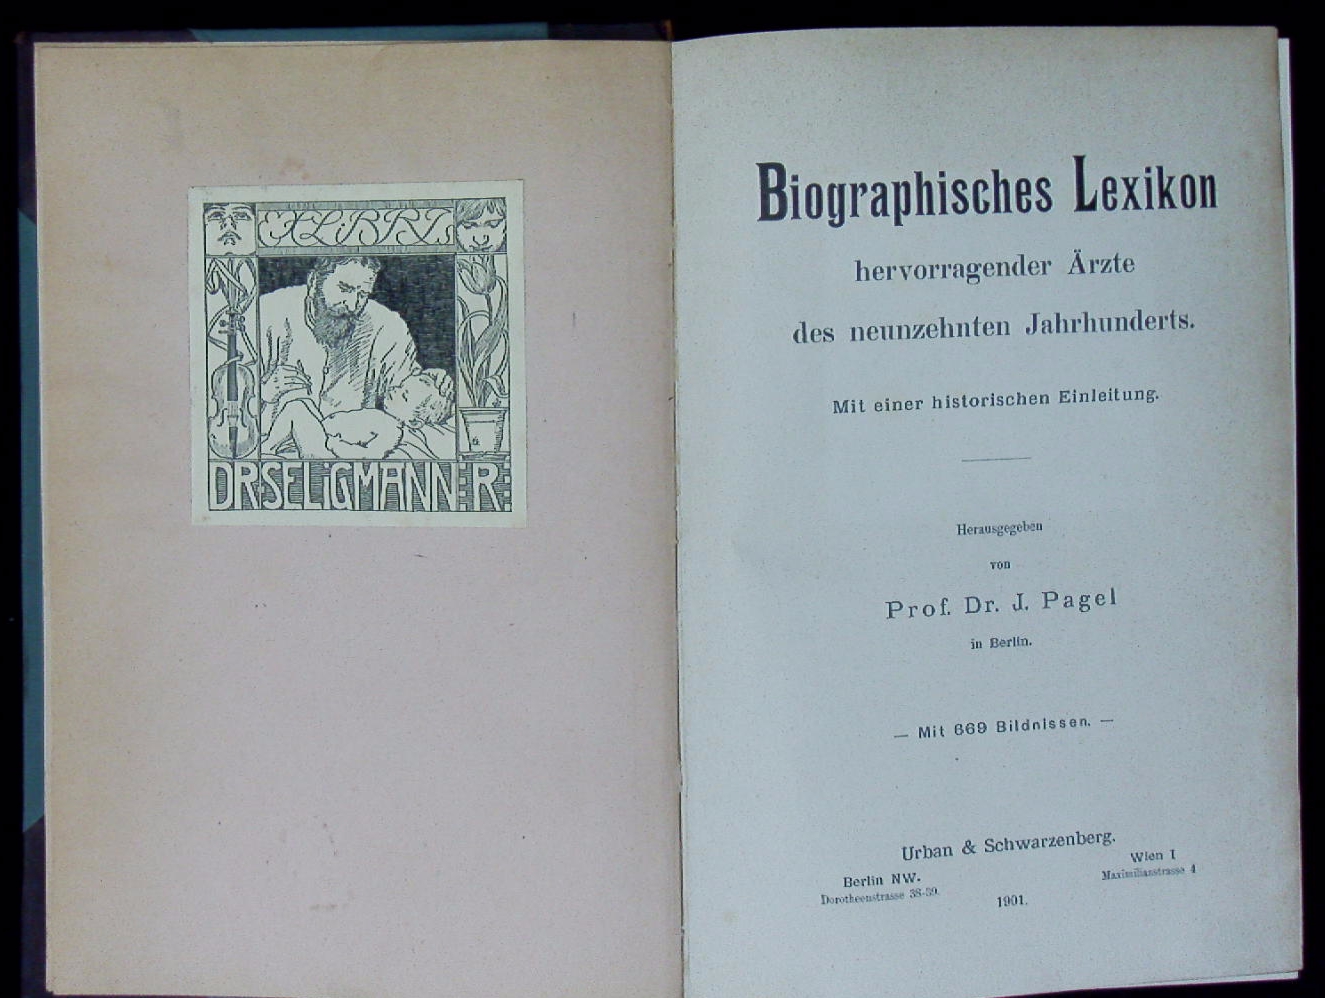 EXLIBRIS
DR·SELiGMANN·R·
Biographisches Lexikon
hervorragender Ärzte
des neunzehnten Jahrhunderts.
Mit einer historischen Einleitung.
Herausgegeben
von
Prof. Dr. J. Pagel
in Berlin.
— Mit 669 Bildnissen. —
Urban & Schwarzenberg.
Berlin NW.
Dorotheenstrasse 38-39.
Wien I
Maximilianstrasse 4
1901.